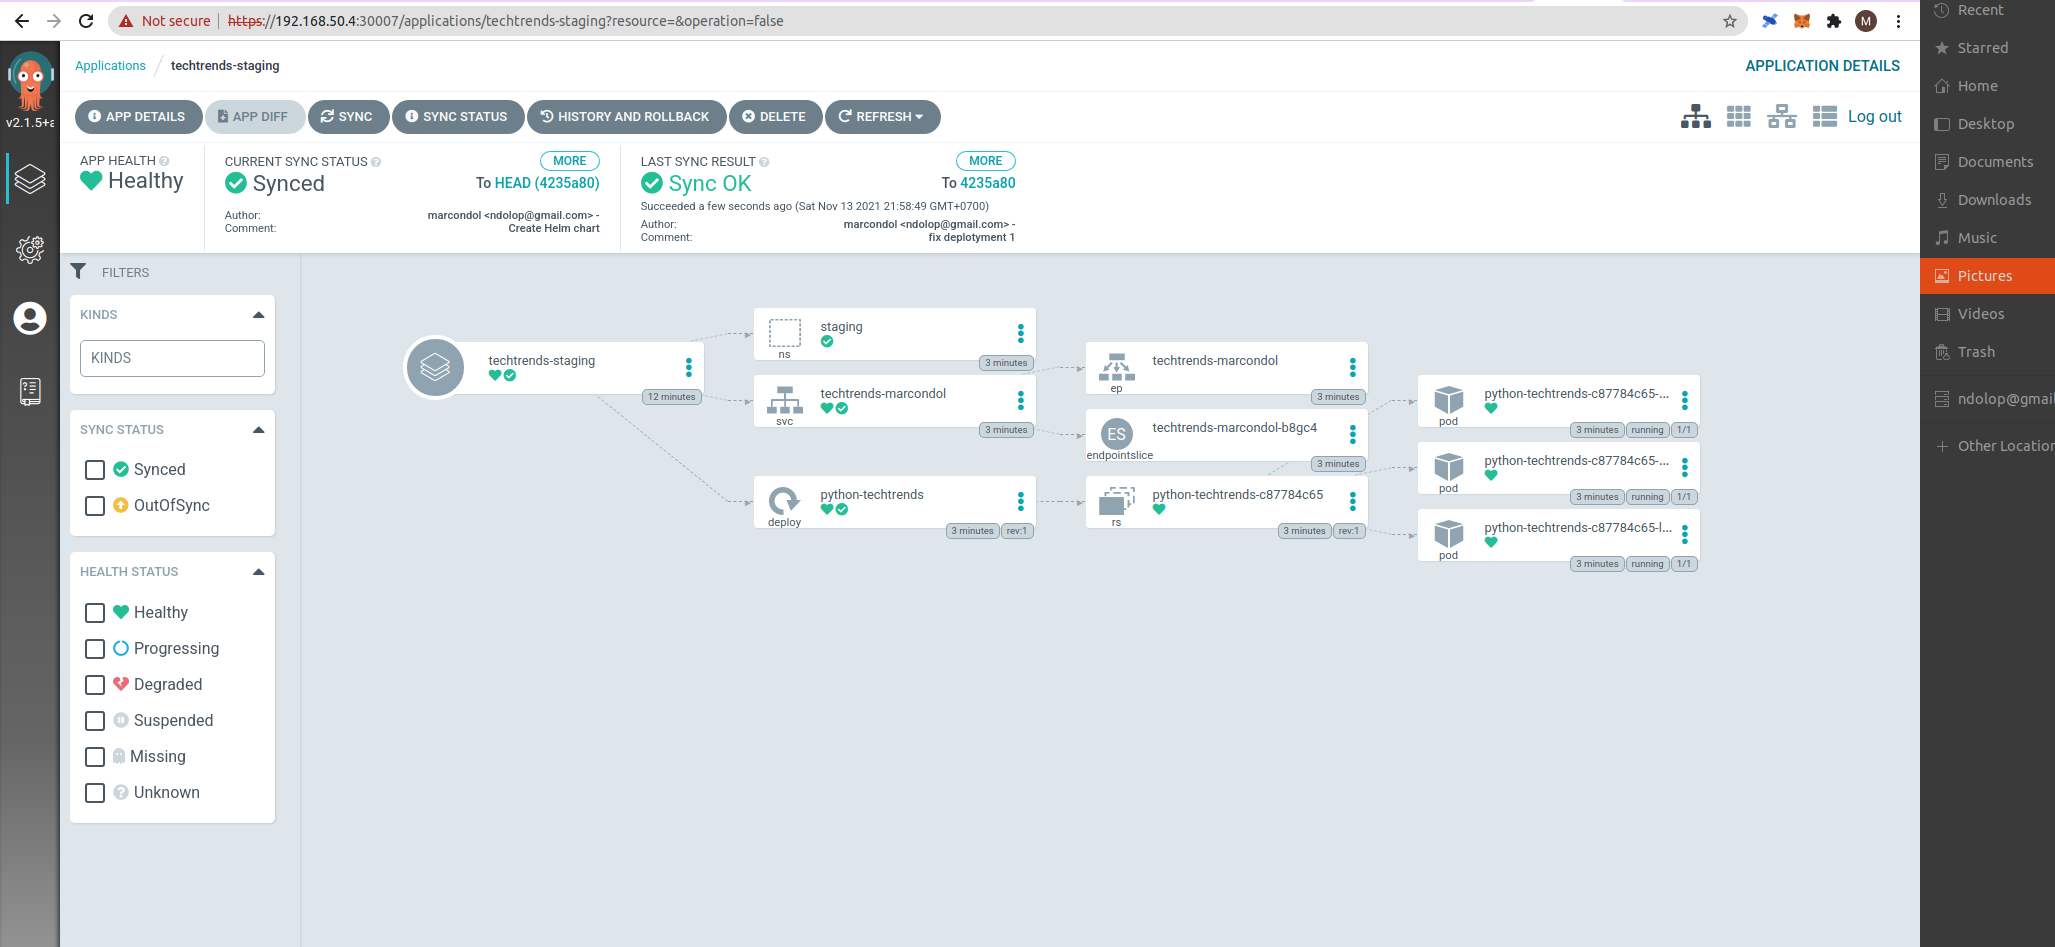 Not secure | https://192.168.50.4:30007/applications/techtrends-staging?resource=&operation=false
M
v2.1.5+a
Applications / techtrends-staging
APPLICATION DETAILS
APP DETAILS
APP DIFF
SYNC
SYNC STATUS
HISTORY AND ROLLBACK
DELETE
REFRESH
Log out
APP HEALTH
Healthy
CURRENT SYNC STATUS
MORE
Synced
To HEAD (4235a80)
Author: marcondol <ndolop@gmail.com> -
Comment: Create Helm chart
LAST SYNC RESULT
MORE
Sync OK
To 4235a80
Succeeded a few seconds ago (Sat Nov 13 2021 21:58:49 GMT+0700)
Author: marcondol <ndolop@gmail.com> -
Comment: fix deplotyment 1
FILTERS
KINDS
KINDS
SYNC STATUS
Synced
OutOfSync
HEALTH STATUS
Healthy
Progressing
Degraded
Suspended
Missing
Unknown
techtrends-staging
12 minutes
staging
ns
3 minutes
techtrends-marcondol
svc
3 minutes
python-techtrends
deploy
3 minutes
rev:1
techtrends-marcondol
ep
3 minutes
ES
techtrends-marcondol-b8gc4
endpointslice
3 minutes
python-techtrends-c87784c65
rs
3 minutes
rev:1
python-techtrends-c87784c65-...
pod
3 minutes
running
1/1
python-techtrends-c87784c65-...
pod
3 minutes
running
1/1
python-techtrends-c87784c65-l...
pod
3 minutes
running
1/1
Recent
Starred
Home
Desktop
Documents
Downloads
Music
Pictures
Videos
Trash
ndolop@gmai
Other Location